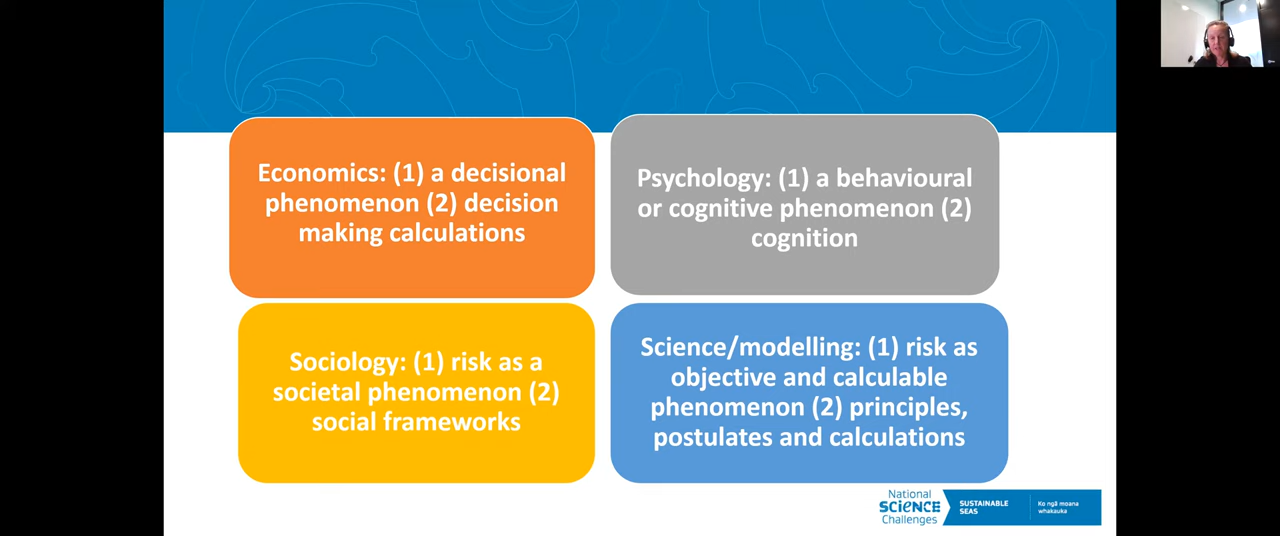 Economics: (1) a decisional
phenomenon (2) decision
making calculations
Psychology: (1) a behavioural
or cognitive phenomenon (2)
cognition
Sociology: (1) risk as a
societal phenomenon (2)
social frameworks
Science/modelling: (1) risk as
objective and calculable
phenomenon (2) principles,
postulates and calculations
National
SCIENCE
Challenges
SUSTAINABLE
SEAS
Ko ngā moana
whakauka